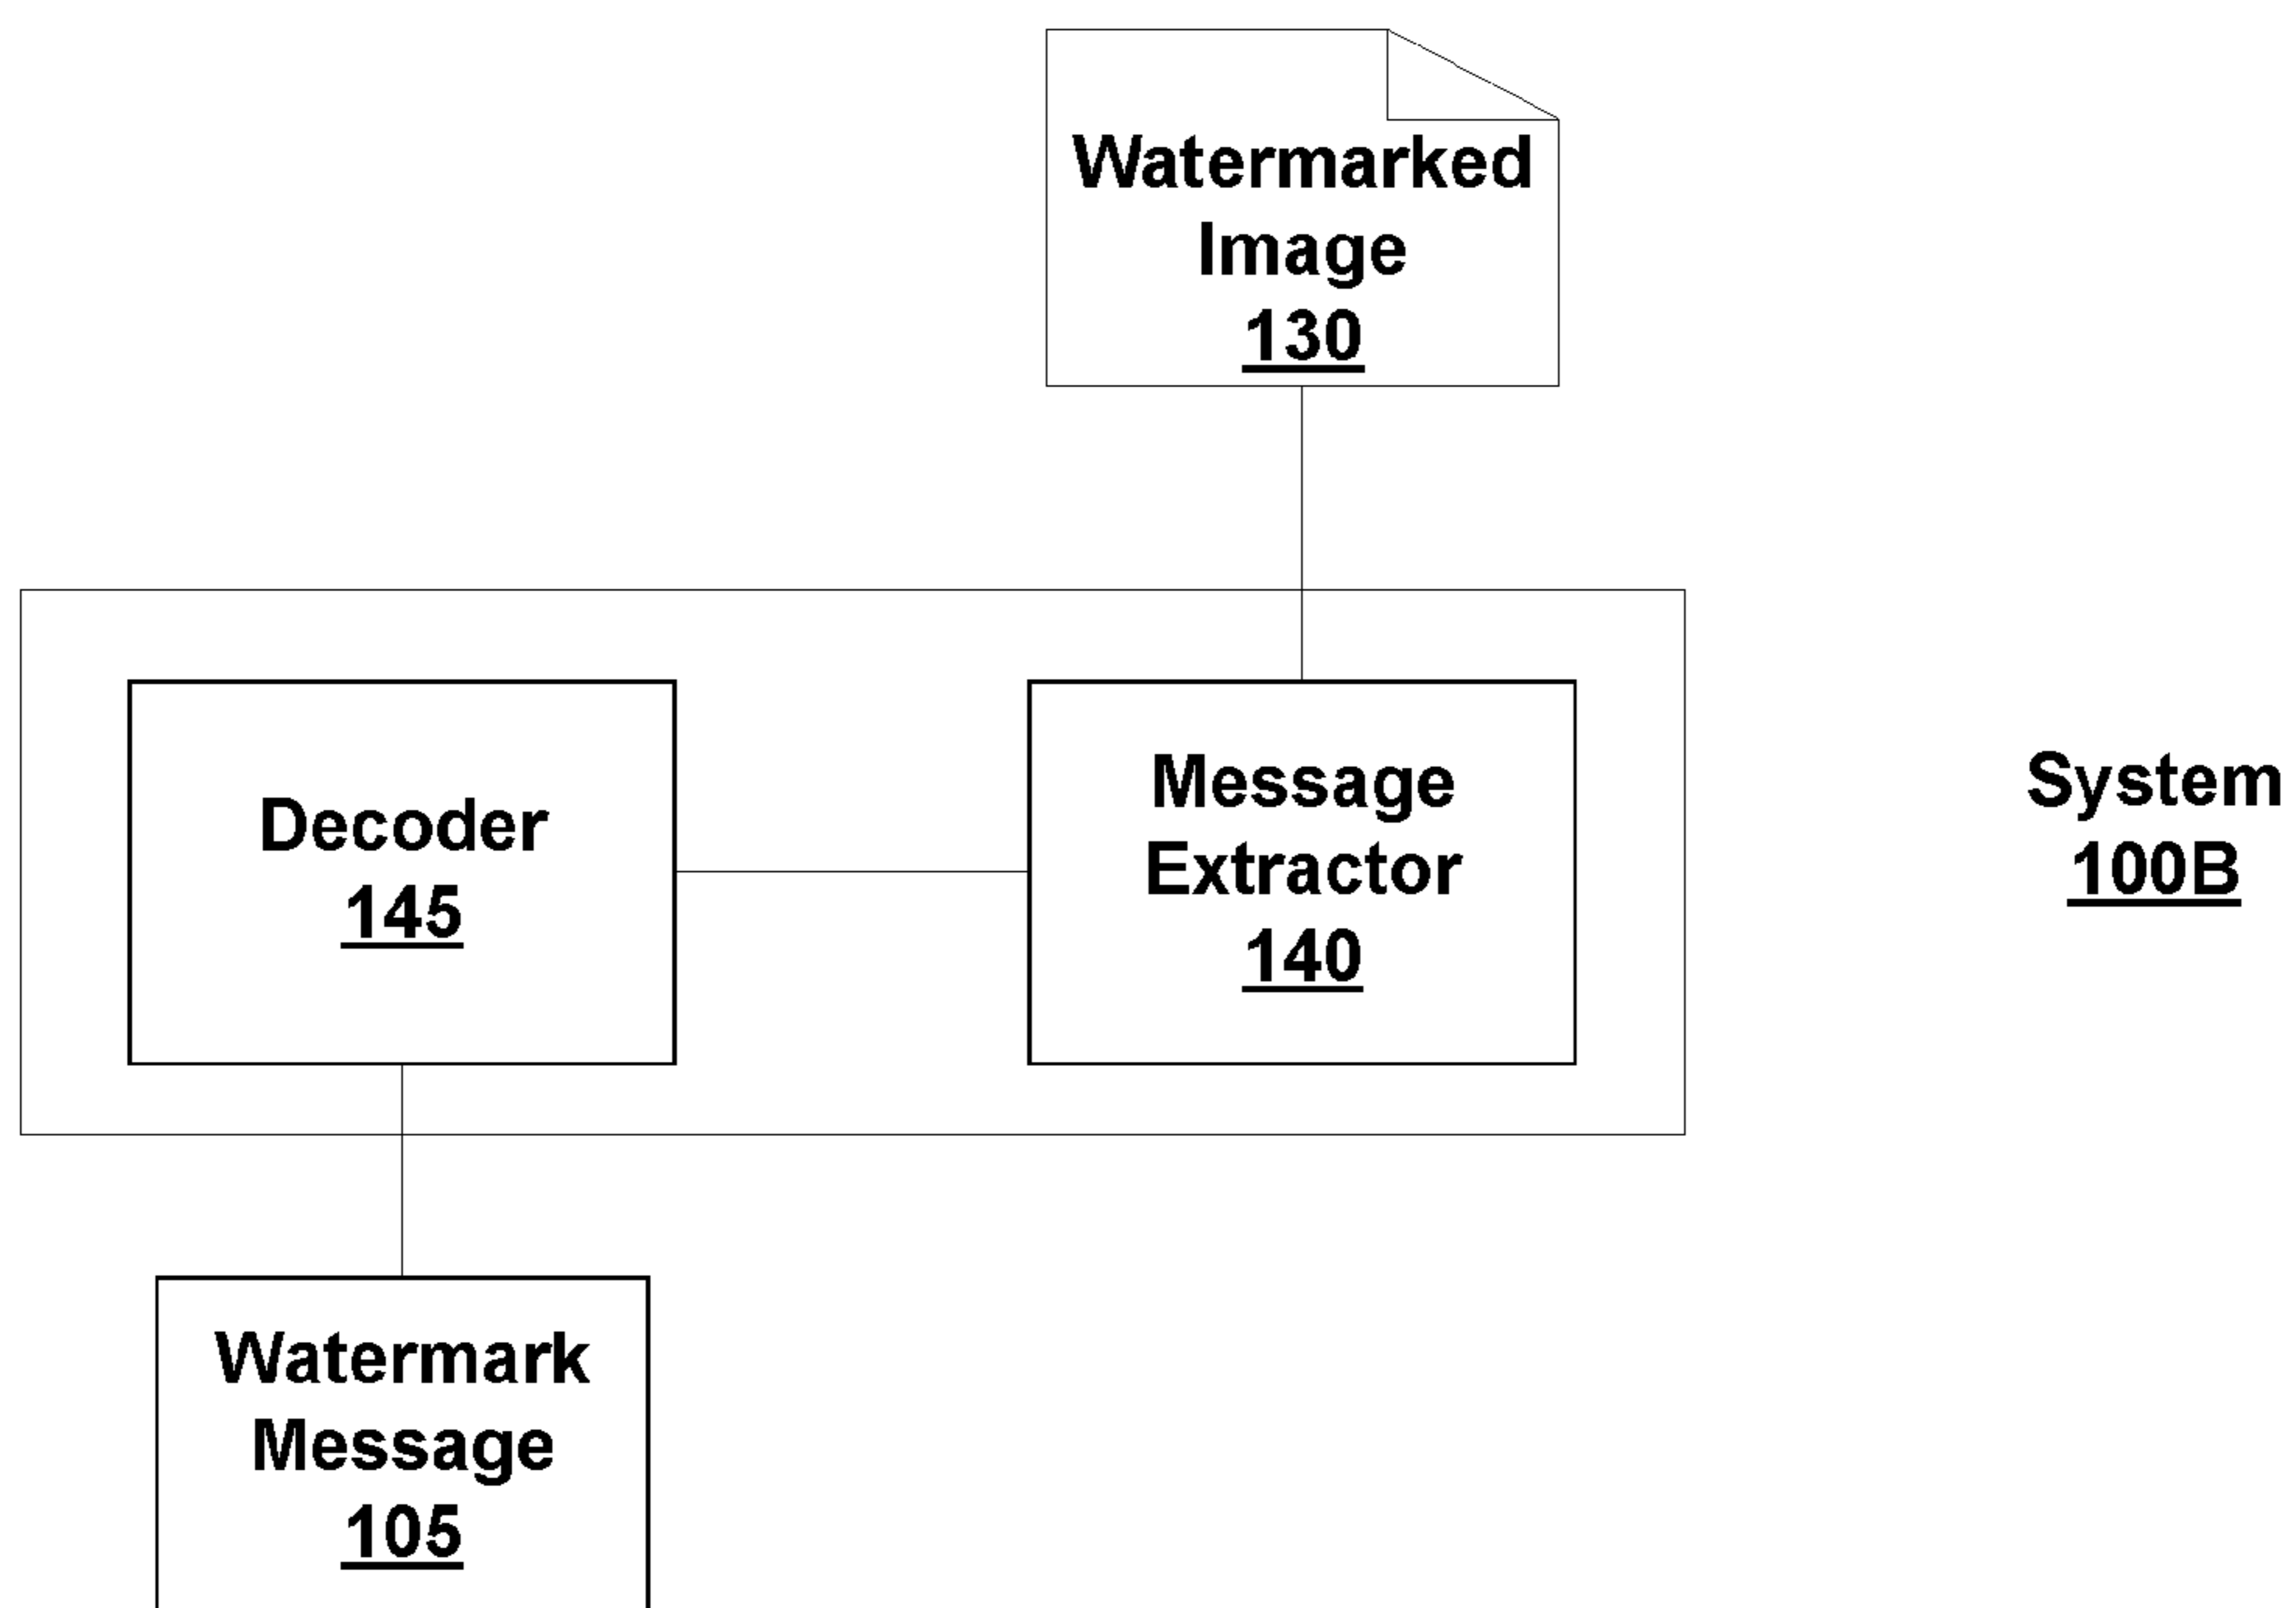 Watermarked
Image
130
Decoder
145
Message
Extractor
140
System
100B
Watermark
Message
105